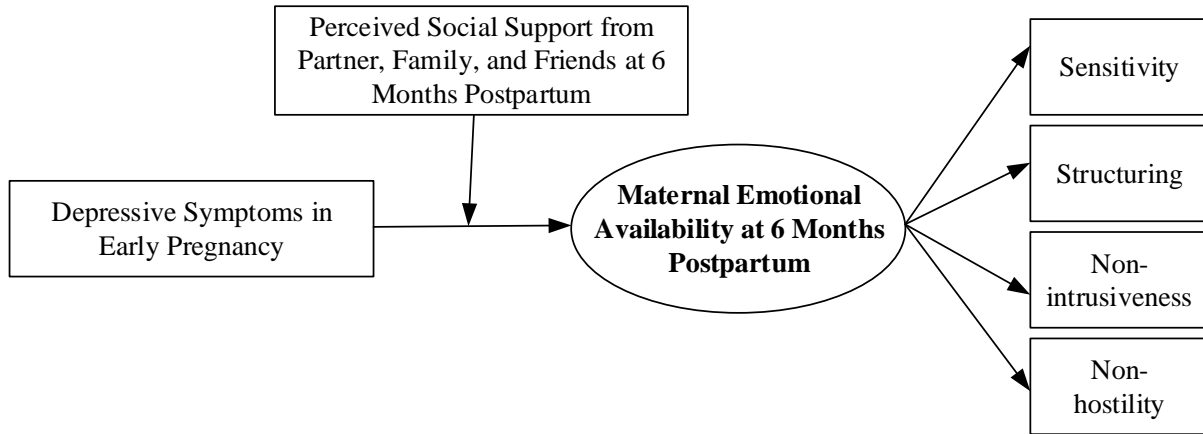 Perceived Social Support from
Partner, Family, and Friends at 6
Months Postpartum
Depressive Symptoms in
Early Pregnancy
Maternal Emotional
Availability at 6 Months
Postpartum
Sensitivity
Structuring
Non-
intrusiveness
Non-
hostility